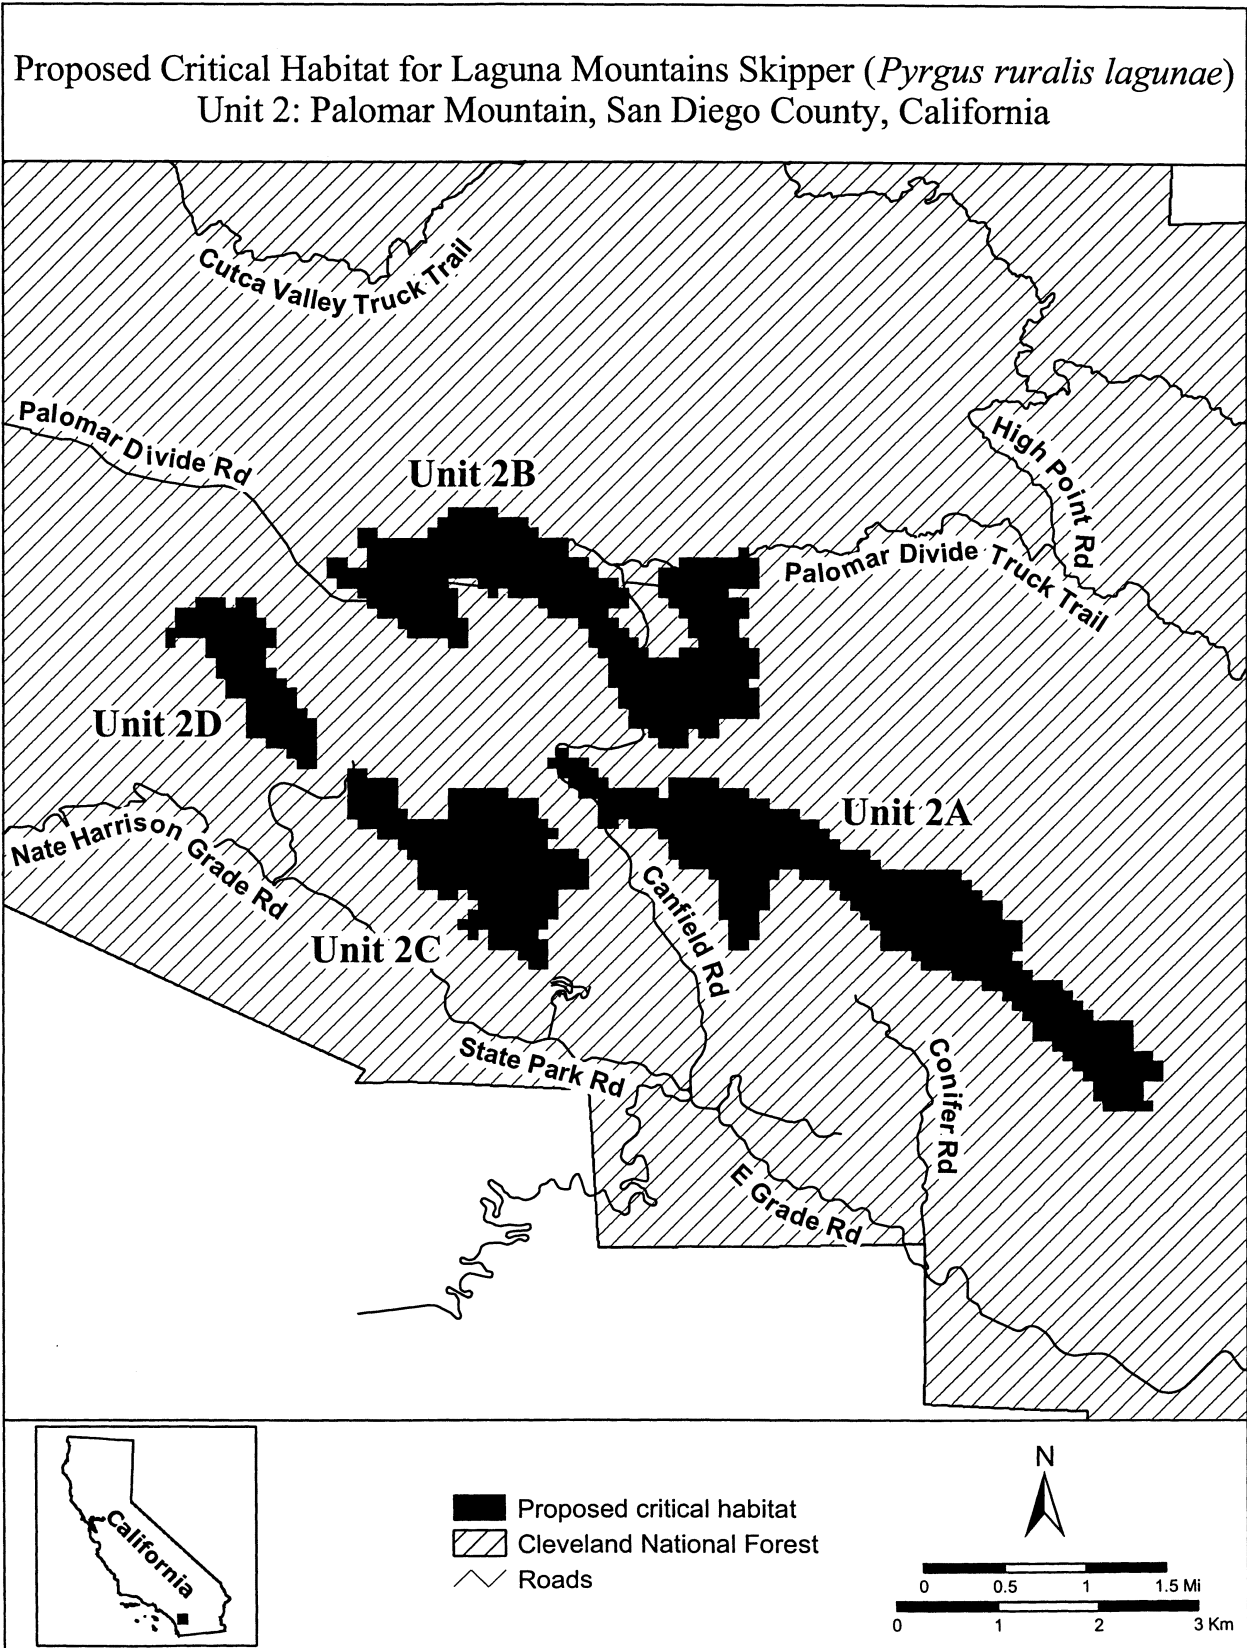 Proposed Critical Habitat for Laguna Mountains Skipper (Pyrgus ruralis lagunae)
Unit 2: Palomar Mountain, San Diego County, California
Cutca Valley Truck Trail
Palomar Divide Rd
High Point Rd
Unit 2B
Palomar Divide Truck Trail
Unit 2D
Unit 2A
Nate Harrison Grade Rd
Canfield Rd
Unit 2C
State Park Rd
Conifer Rd
E Grade Rd
California
N
Proposed critical habitat
Cleveland National Forest
Roads
0 0.5 1 1.5 Mi
0 1 2 3 Km